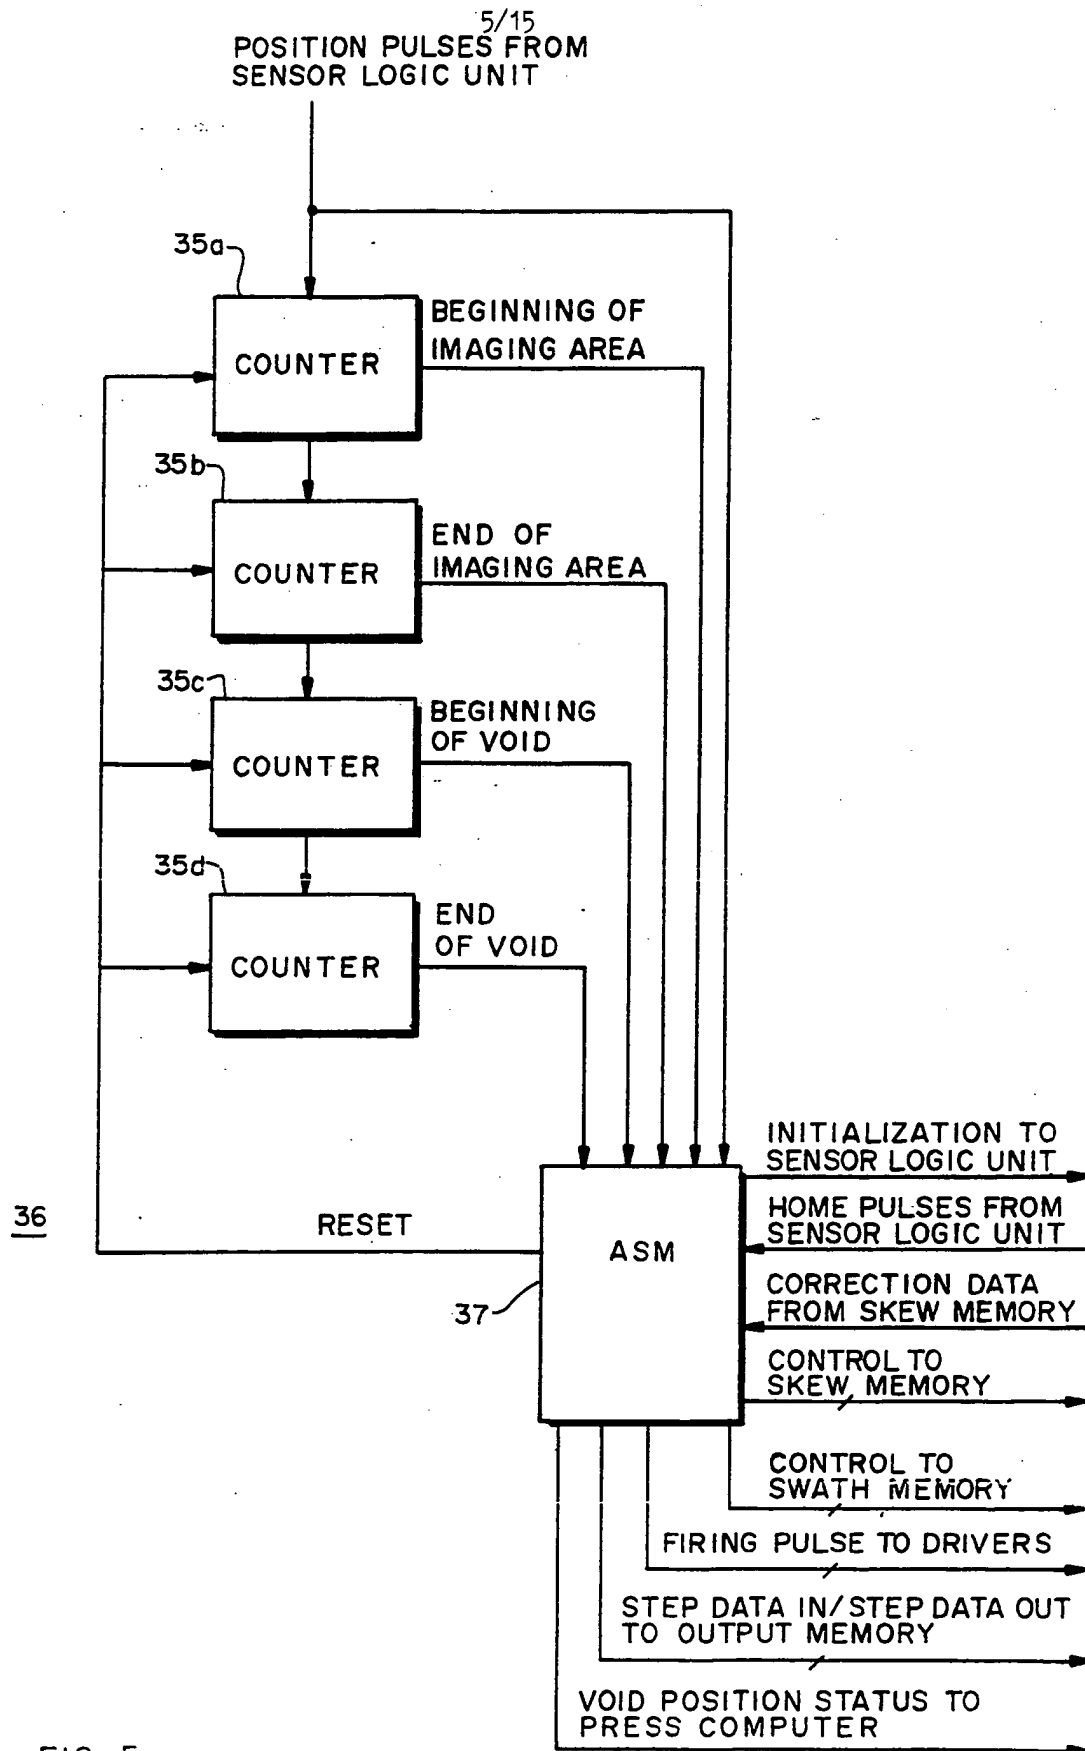 5/15
POSITION PULSES FROM
SENSOR LOGIC UNIT
35a
COUNTER
BEGINNING OF
IMAGING AREA
35b
COUNTER
END OF
IMAGING AREA
35c
COUNTER
BEGINNING
OF VOID
35d
COUNTER
END
OF VOID
36
RESET
ASM
37
INITIALIZATION TO
SENSOR LOGIC UNIT
HOME PULSES FROM
SENSOR LOGIC UNIT
CORRECTION DATA
FROM SKEW MEMORY
CONTROL TO
SKEW MEMORY
CONTROL TO
SWATH MEMORY
FIRING PULSE TO DRIVERS
STEP DATA IN/STEP DATA OUT
TO OUTPUT MEMORY
VOID POSITION STATUS TO
PRESS COMPUTER